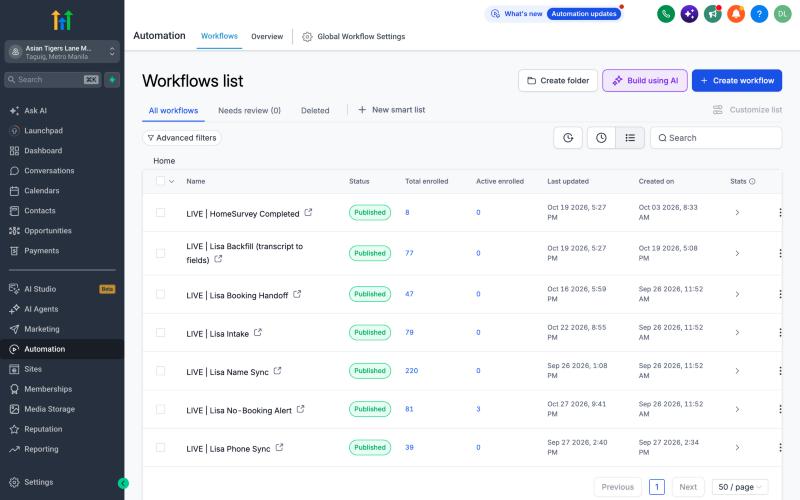 What's new
Automation updates
DL
Automation
Workflows
Overview
Global Workflow Settings
Asian Tigers Lane M...
Taguig, Metro Manila
Search
⌘K
Ask AI
Launchpad
Dashboard
Conversations
Calendars
Contacts
Opportunities
Payments
AI Studio
Beta
AI Agents
Marketing
Automation
Sites
Memberships
Media Storage
Reputation
Reporting
Settings
Workflows list
Create folder
Build using AI
+ Create workflow
All workflows
Needs review (0)
Deleted
+ New smart list
Customize list
Advanced filters
Search
Home
Name Status Total enrolled Active enrolled Last updated Created on Stats
LIVE | HomeSurvey Completed Published 8 0 Oct 19 2026, 5:27 PM Oct 03 2026, 8:33 AM
LIVE | Lisa Backfill (transcript to fields) Published 77 0 Oct 19 2026, 5:27 PM Oct 19 2026, 5:08 PM
LIVE | Lisa Booking Handoff Published 47 0 Oct 16 2026, 5:59 PM Sep 26 2026, 11:52 AM
LIVE | Lisa Intake Published 79 0 Oct 22 2026, 8:55 PM Sep 26 2026, 11:52 AM
LIVE | Lisa Name Sync Published 220 0 Sep 26 2026, 1:08 PM Sep 26 2026, 11:52 AM
LIVE | Lisa No-Booking Alert Published 81 3 Oct 27 2026, 9:41 PM Sep 26 2026, 11:52 AM
LIVE | Lisa Phone Sync Published 39 0 Sep 27 2026, 2:40 PM Sep 27 2026, 2:34 PM
Previous
1
Next
50 / page